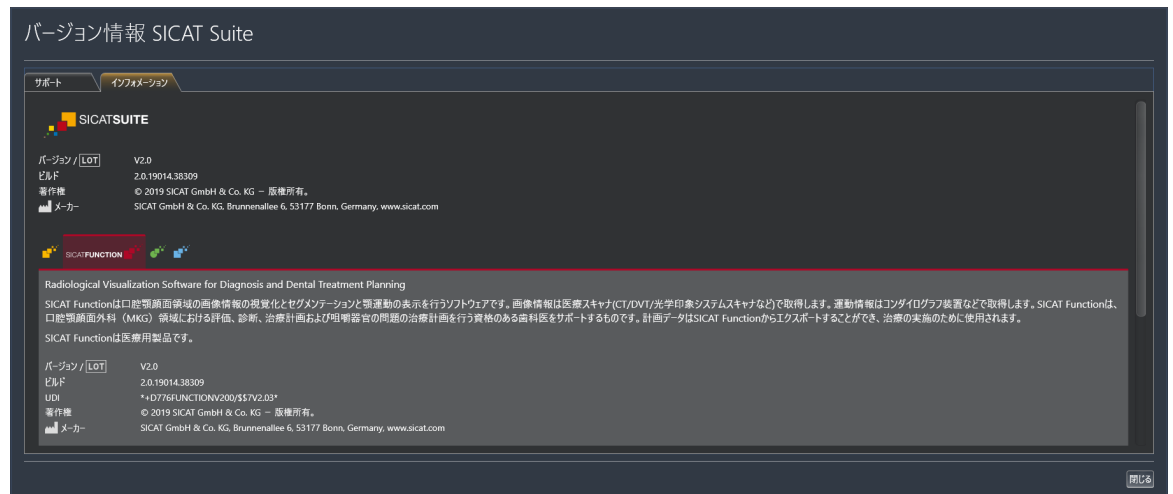 バージョン情報 SICAT Suite
サポート インフォメーション
SICATSUITE
バージョン / LOT V2.0
ビルド 2.0.19014.38309
著作権 © 2019 SICAT GmbH & Co. KG – 版権所有。
メーカー SICAT GmbH & Co. KG, Brunnenallee 6, 53177 Bonn, Germany, www.sicat.com
SICATFUNCTION
Radiological Visualization Software for Diagnosis and Dental Treatment Planning
SICAT Functionは口腔顎顔面領域の画像情報の視覚化とセグメンテーションと顎運動の表示を行うソフトウェアです。画像情報は医療スキャナ(CT/DVT/光学印象システムスキャナなど)で取得します。運動情報はコンダイログラフ装置などで取得します。SICAT Functionは、
口腔顎顔面外科（MKG）領域における評価、診断、治療計画および咀嚼器官の問題の治療計画を行う資格のある歯科医をサポートするものです。計画データはSICAT Functionからエクスポートすることができ、治療の実施のために使用されます。
SICAT Functionは医療用製品です。
バージョン / LOT V2.0
ビルド 2.0.19014.38309
UDI *+D776FUNCTIONV200/$$7V2.03*
著作権 © 2019 SICAT GmbH & Co. KG – 版権所有。
メーカー SICAT GmbH & Co. KG, Brunnenallee 6, 53177 Bonn, Germany, www.sicat.com
閉じる